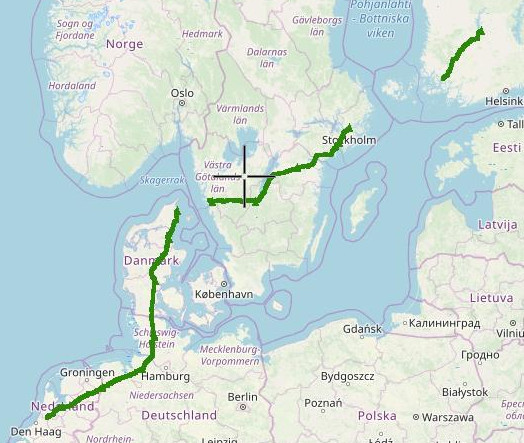 Pohjanlahti
- Bottniska
viken
Gävleborgs
län
Sogn og
Fjordane
Hedmark
Norge
Dalarnas
län
Hordaland
Oslo
Värmlands
län
Helsink
Stockholm
Tall
Eesti
Västra
Götalands
län
Skagerrak
Latvija
Danmark
København
Lietuva
Gdańsk
Калининград
Vilniu
Schleswig-
Holstein
Mecklenburg-
Vorpommern
Гродно
Groningen
Hamburg
Bydgoszcz
Białystok
Niedersachsen
Berlin
Nederland
Poznań
Warszawa
Deutschland
Polska
Den Haag
Nordrhein-
Leipzig
Łódź